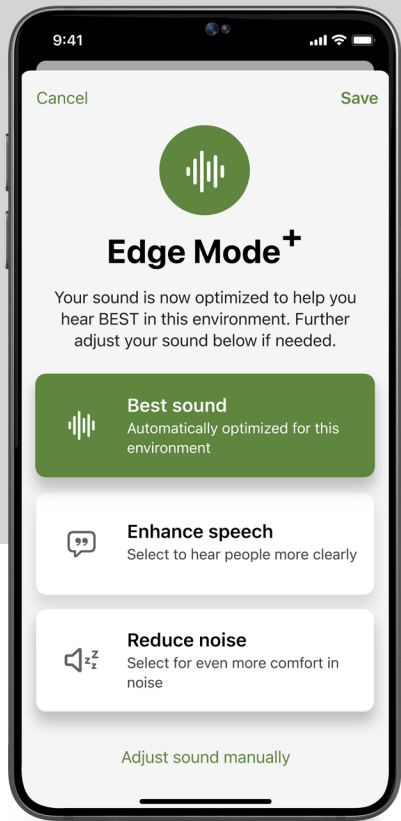 9:41
Cancel Save
Edge Mode+
Your sound is now optimized to help you
hear BEST in this environment. Further
adjust your sound below if needed.
Best sound
Automatically optimized for this
environment
Enhance speech
Select to hear people more clearly
Reduce noise
Select for even more comfort in
noise
Adjust sound manually